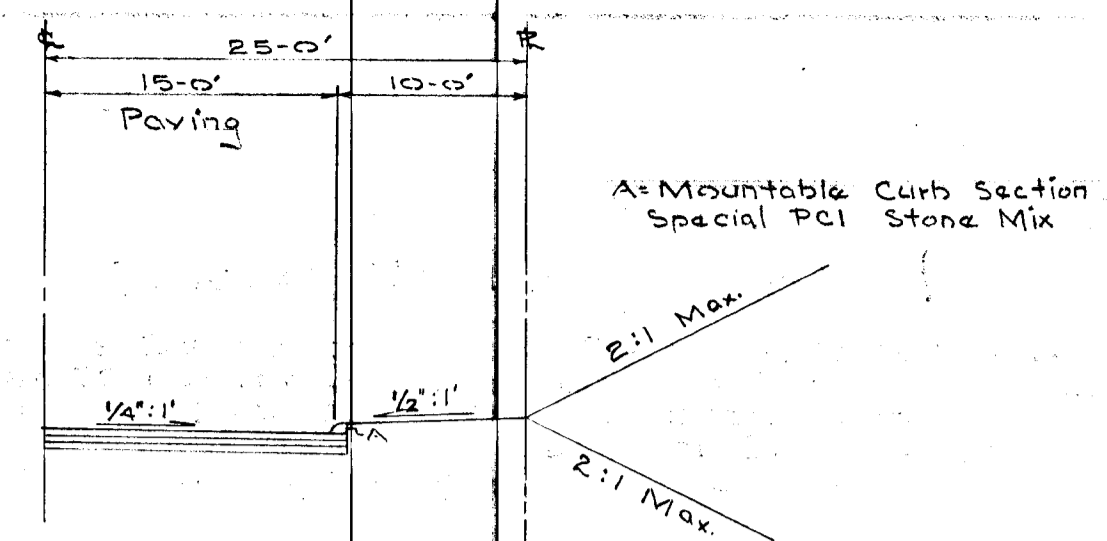 ℄
25-0'
℞
15-0'
10-0'
Paving
A=Mountable Curb Section
Special PCI Stone Mix
2:1 Max.
1/4":1'
1/2":1'
A
2:1 Max.